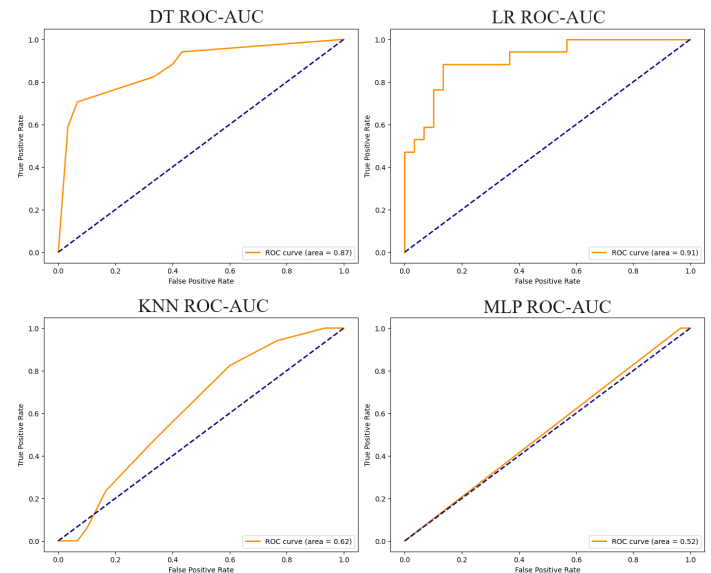 DT ROC-AUC
1.0
0.8
0.6
0.4
0.2
0.0
True Positive Rate
ROC curve (area = 0.87)
0.0 0.2 0.4 0.6 0.8 1.0
False Positive Rate
LR ROC-AUC
1.0
0.8
0.6
0.4
0.2
0.0
True Positive Rate
ROC curve (area = 0.91)
0.0 0.2 0.4 0.6 0.8 1.0
False Positive Rate
KNN ROC-AUC
1.0
0.8
0.6
0.4
0.2
0.0
True Positive Rate
ROC curve (area = 0.62)
0.0 0.2 0.4 0.6 0.8 1.0
False Positive Rate
MLP ROC-AUC
1.0
0.8
0.6
0.4
0.2
0.0
True Positive Rate
ROC curve (area = 0.52)
0.0 0.2 0.4 0.6 0.8 1.0
False Positive Rate